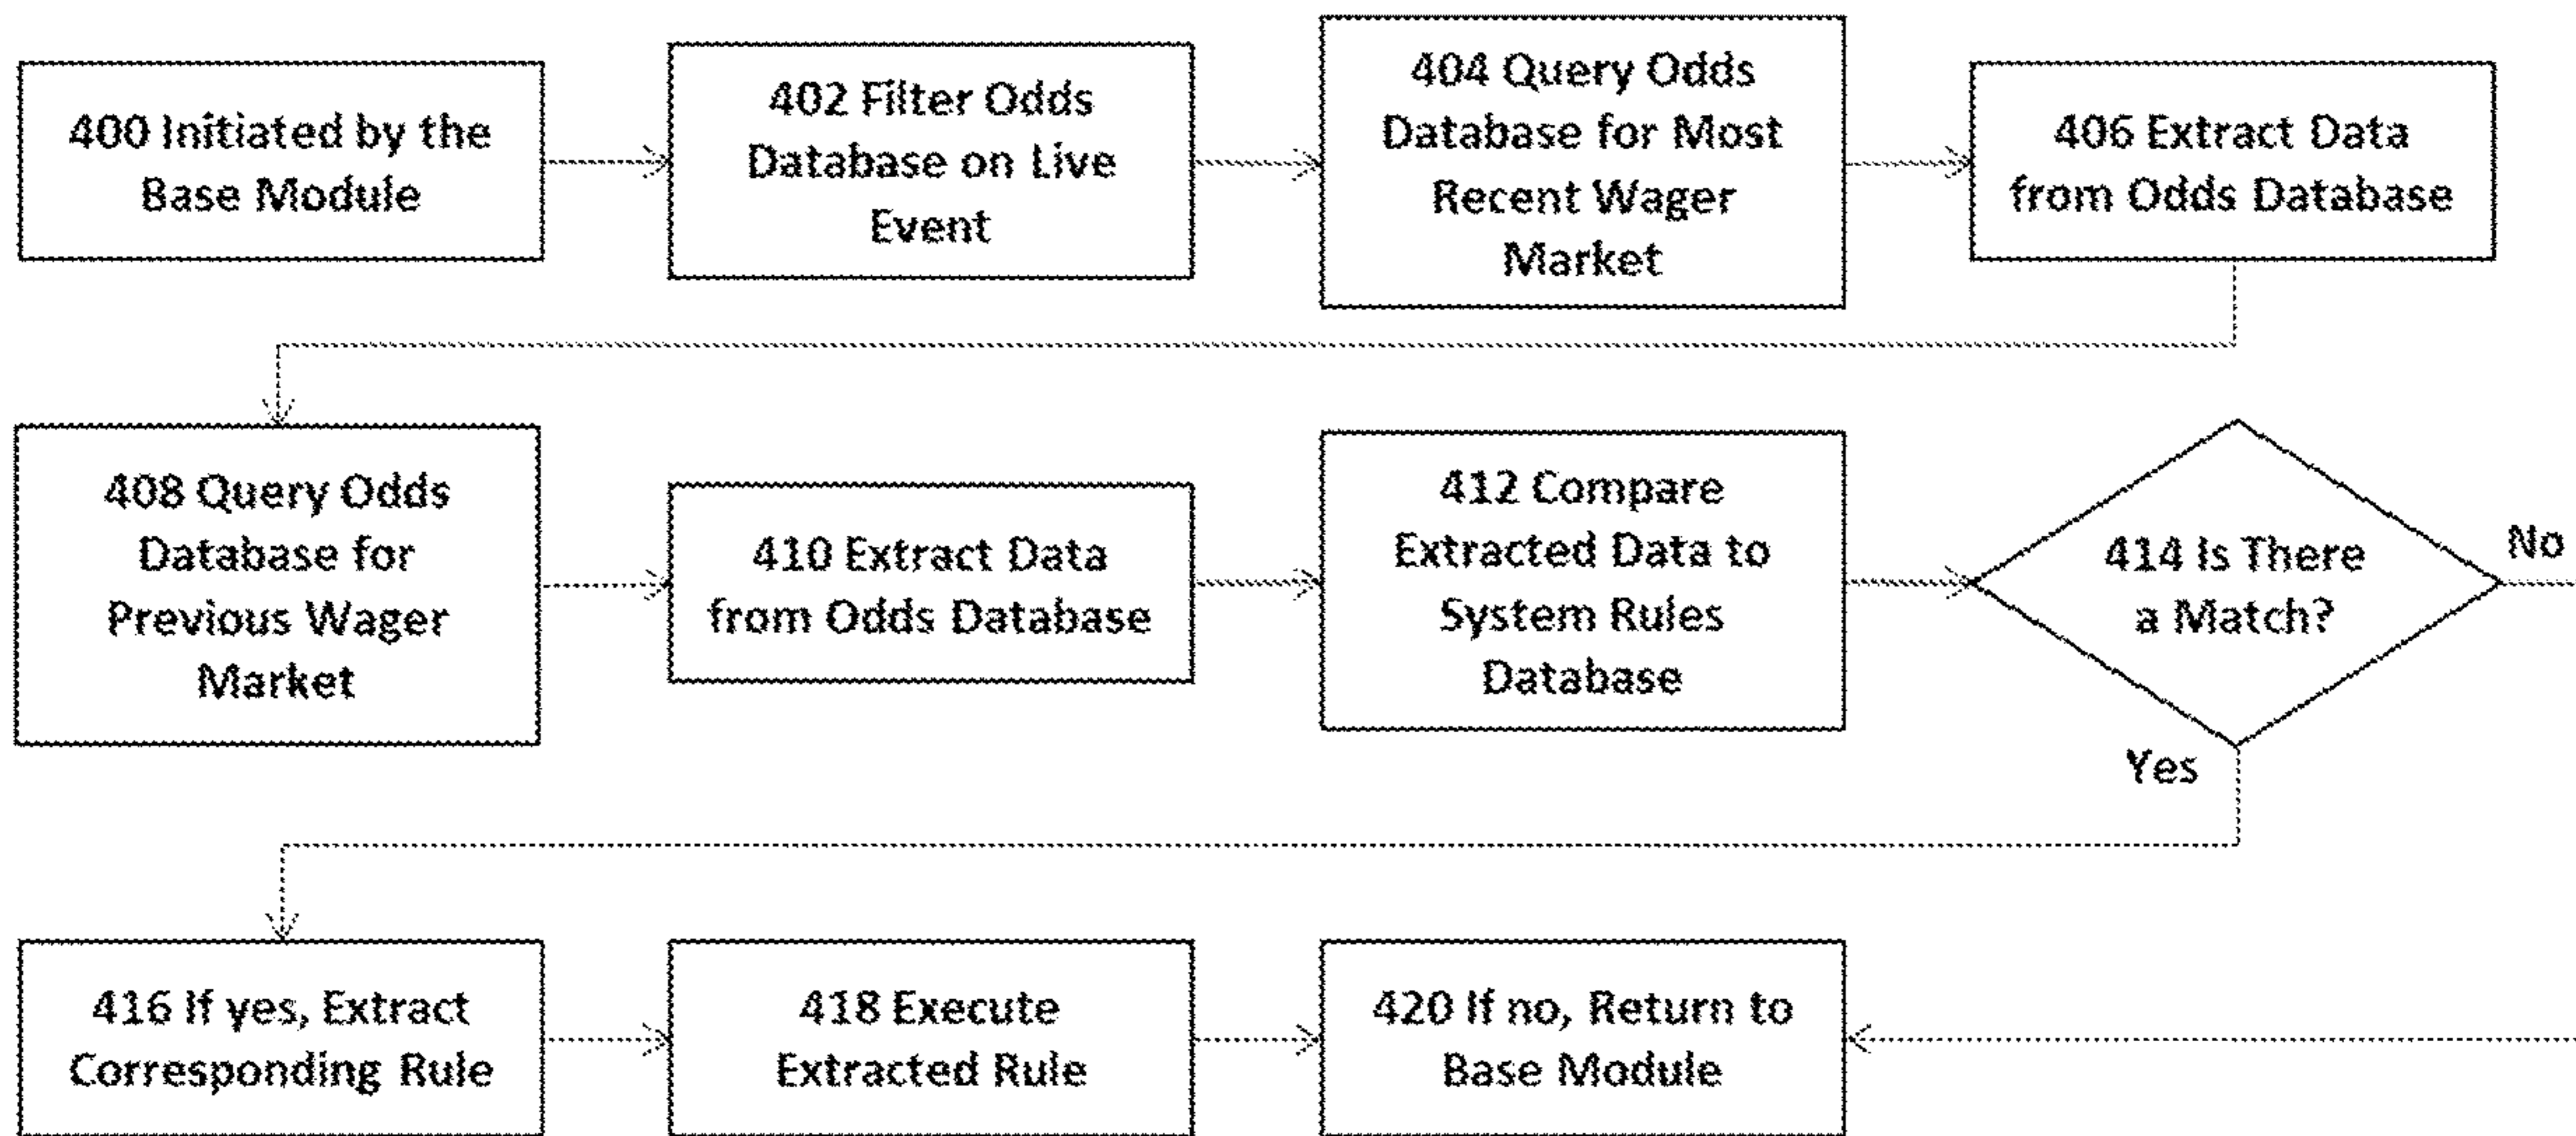 400 Initiated by the
Base Module
402 Filter Odds
Database on Live
Event
404 Query Odds
Database for Most
Recent Wager
Market
406 Extract Data
from Odds Database
408 Query Odds
Database for
Previous Wager
Market
410 Extract Data
from Odds Database
412 Compare
Extracted Data to
System Rules
Database
414 Is There
a Match?
No
Yes
416 If yes, Extract
Corresponding Rule
418 Execute
Extracted Rule
420 If no, Return to
Base Module